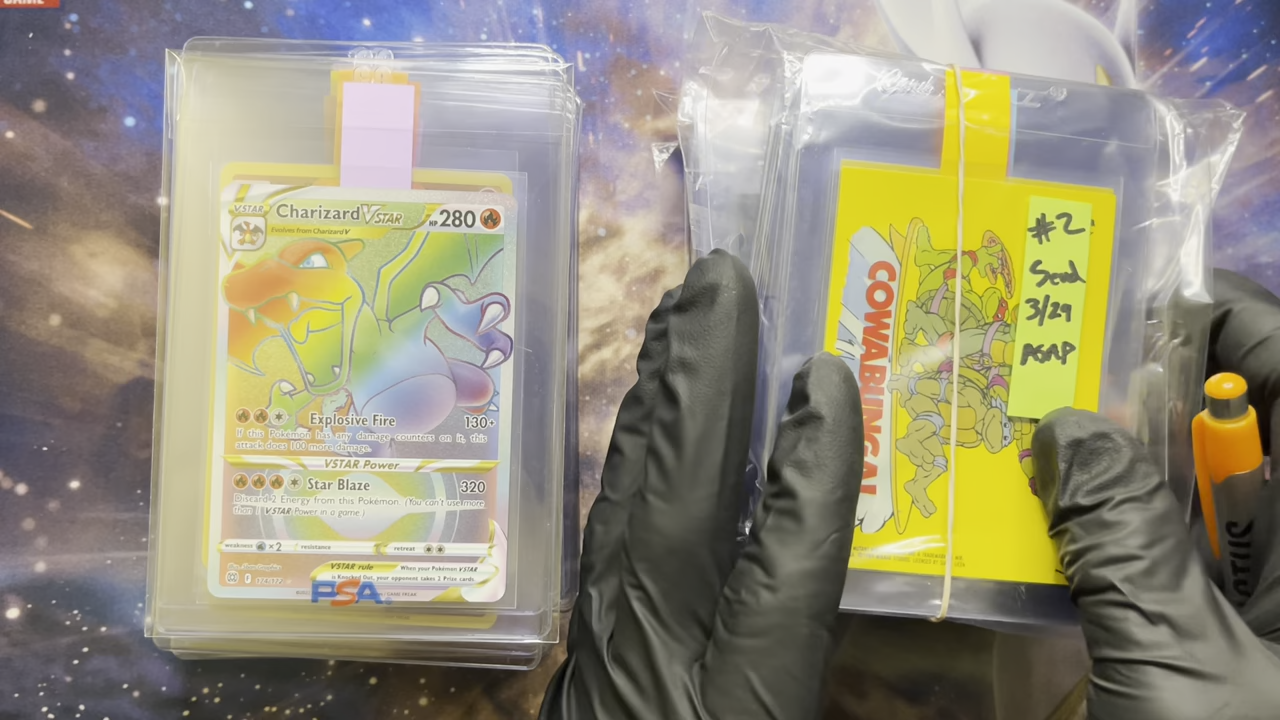 GAME
VSTAR
Charizard VSTAR
HP 280
Evolves from Charizard V
Explosive Fire 130+
If this Pokémon has any damage counters on it, this
attack does 100 more damage.
VSTAR Power
Star Blaze 320
Discard 2 Energy from this Pokémon. (You can't use more
than 1 VSTAR Power in a game.)
weakness ×2 resistance retreat
VSTAR rule When your Pokémon VSTAR
is Knocked Out, your opponent takes 2 Prize cards.
PSA
COWABUNGA!
#2
Send
3/29
ASAP